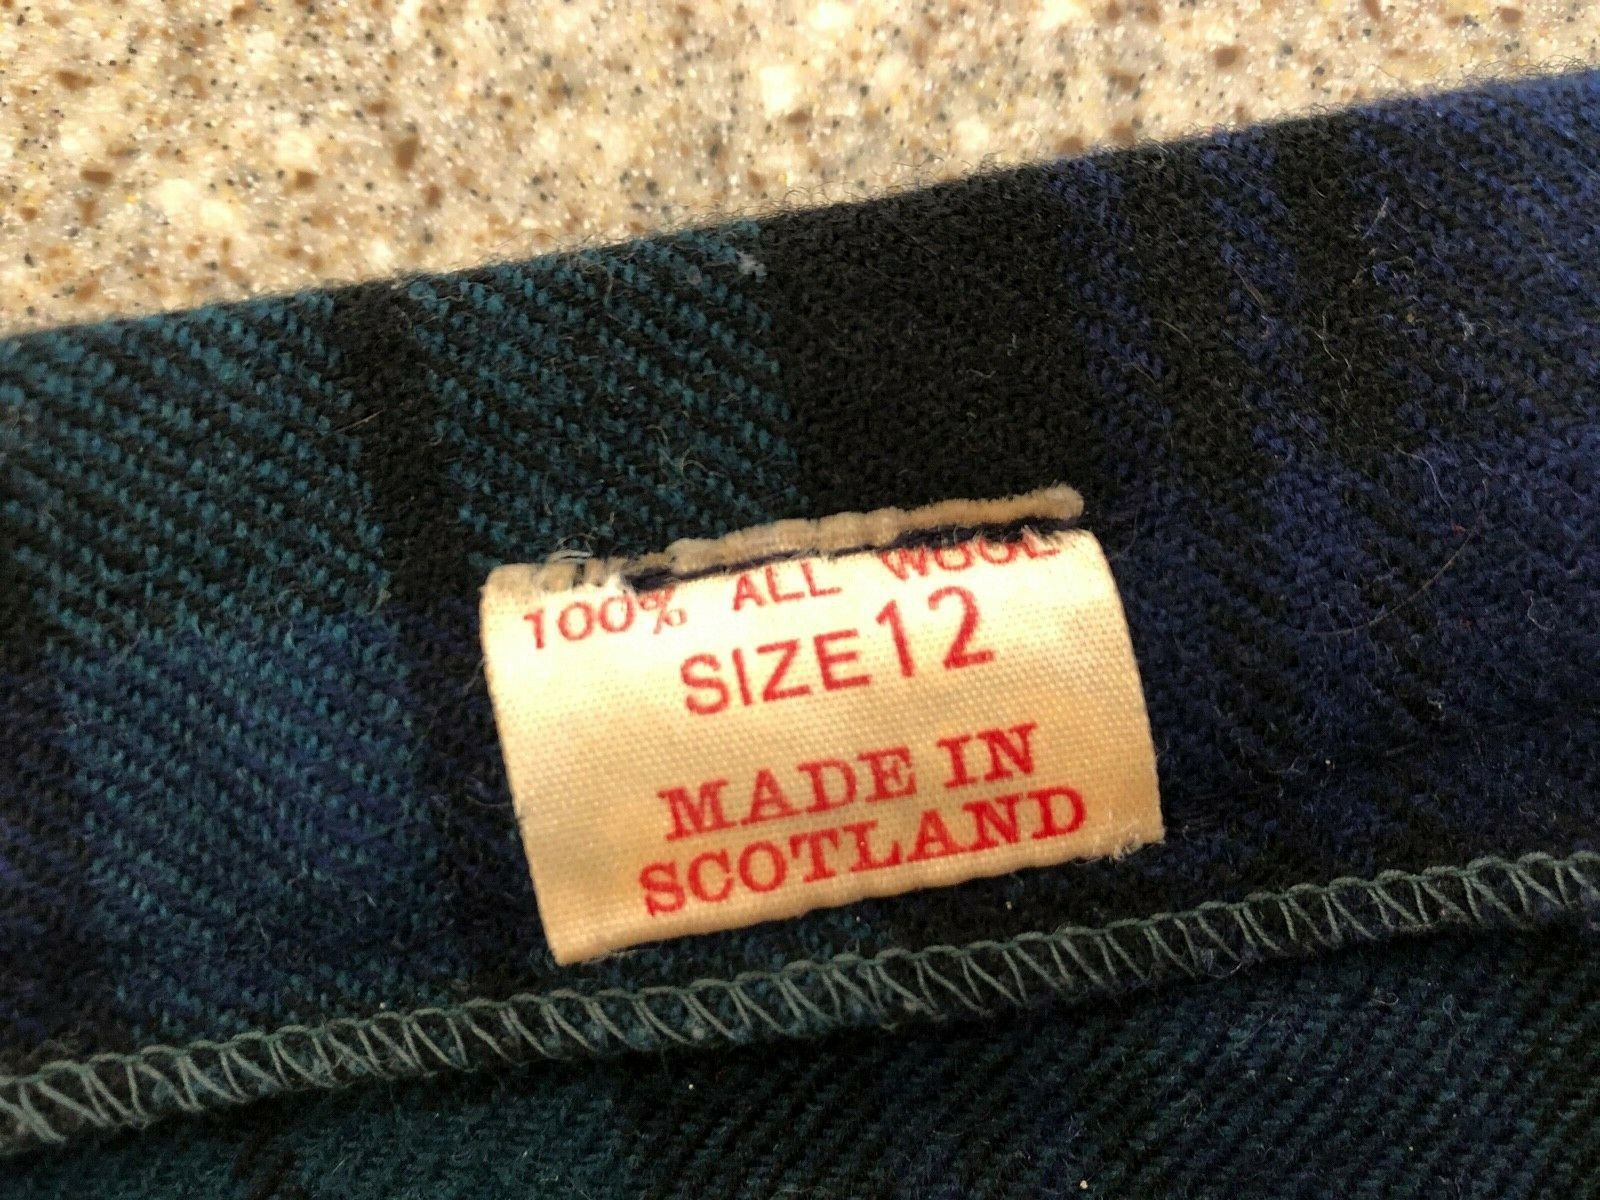 100% ALL WOOL
SIZE 12
MADE IN
SCOTLAND